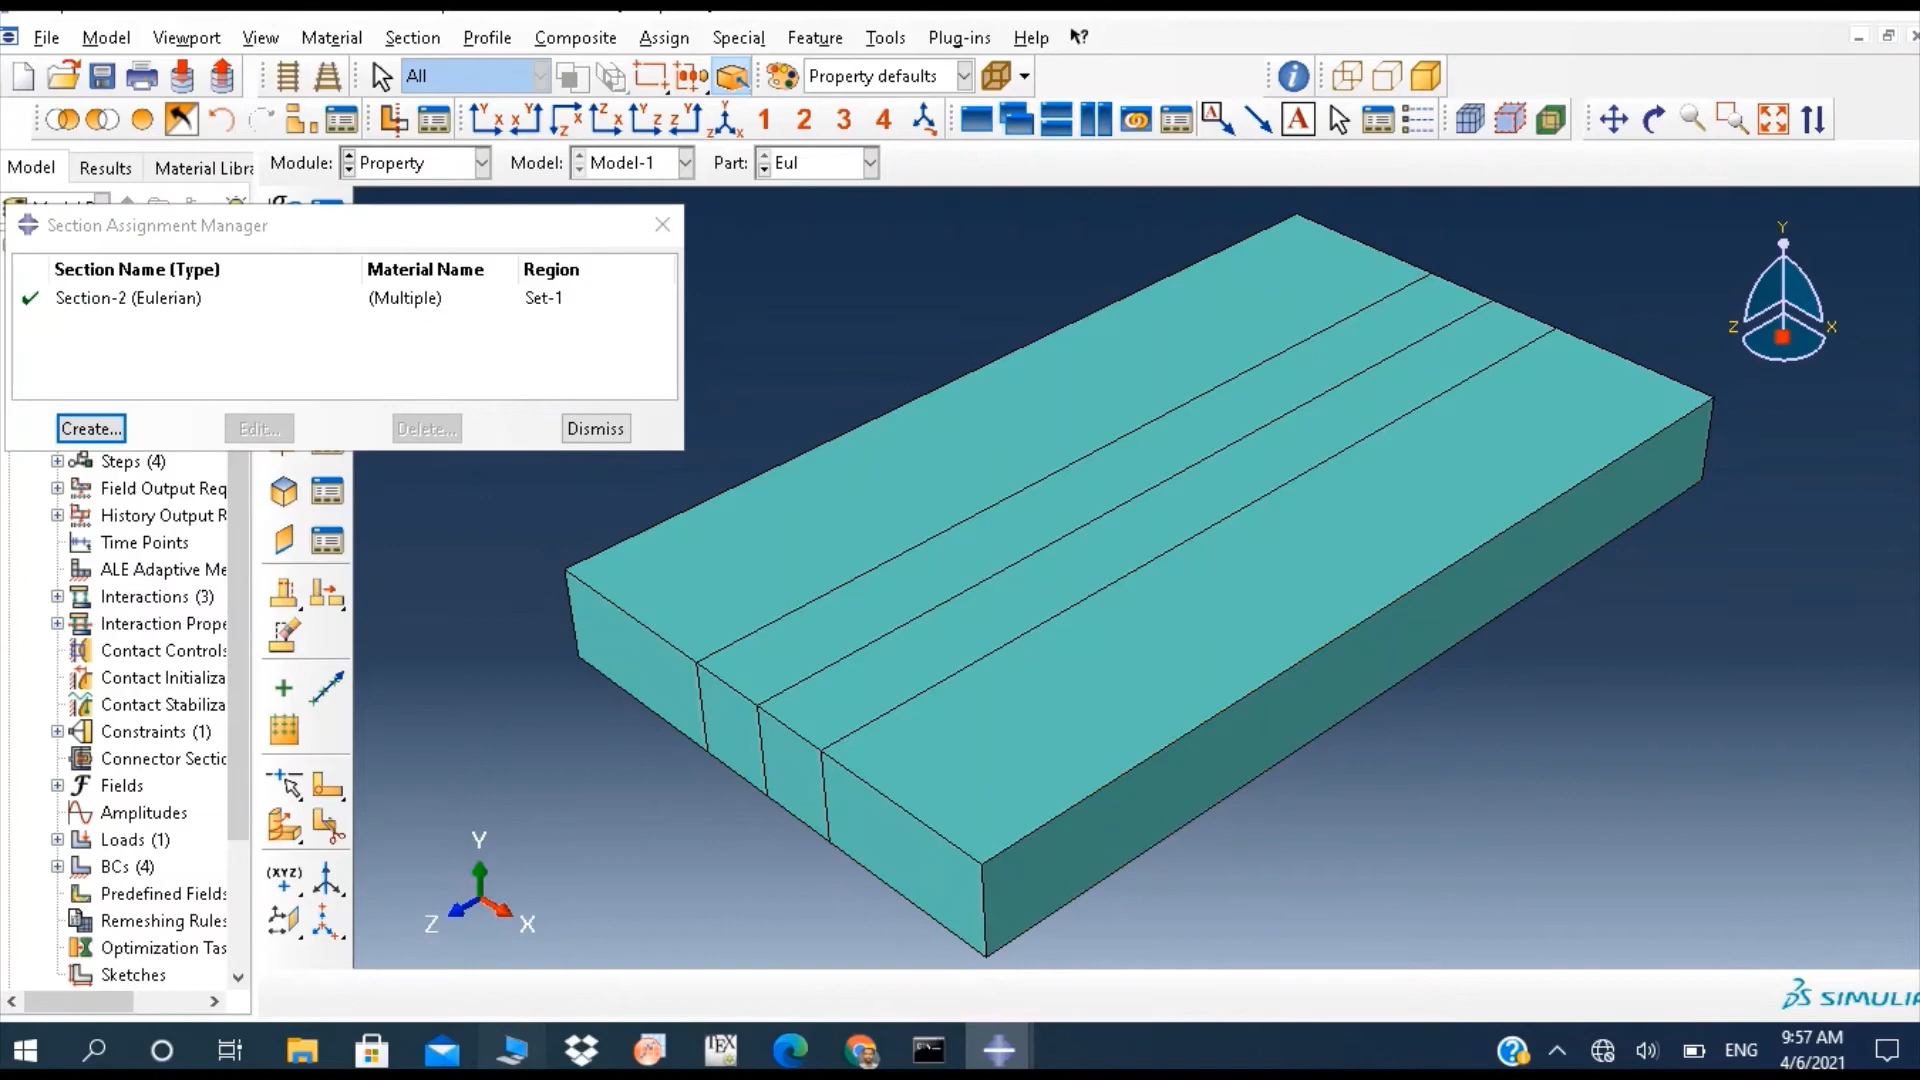 File Model Viewport View Material Section Profile Composite Assign Special Feature Tools Plug-ins Help
All Property defaults
1 2 3 4 A
Model Results Material Libra Module: Property Model: Model-1 Part: Eul
Section Assignment Manager
Section Name (Type) Material Name Region
Section-2 (Eulerian) (Multiple) Set-1
Create... Edit... Delete... Dismiss
Steps (4)
Field Output Req
History Output R
Time Points
ALE Adaptive Me
Interactions (3)
Interaction Prope
Contact Controls
Contact Initializa
Contact Stabiliza
Constraints (1)
Connector Sectio
Fields
Amplitudes
Loads (1)
BCs (4)
Predefined Fields
Remeshing Rules
Optimization Tas
Sketches
(XYZ)
Y
Z X
Y
Z X
SIMULIA
ENG 9:57 AM
4/6/2021